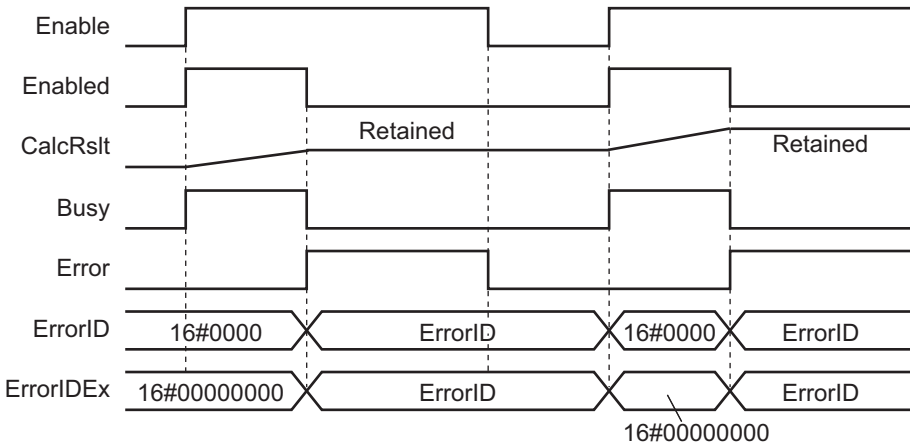 Enable
Enabled
CalcRslt
Retained
Retained
Busy
Error
ErrorID
16#0000
ErrorID
16#0000
ErrorID
ErrorIDEx
16#00000000
ErrorID
ErrorID
16#00000000